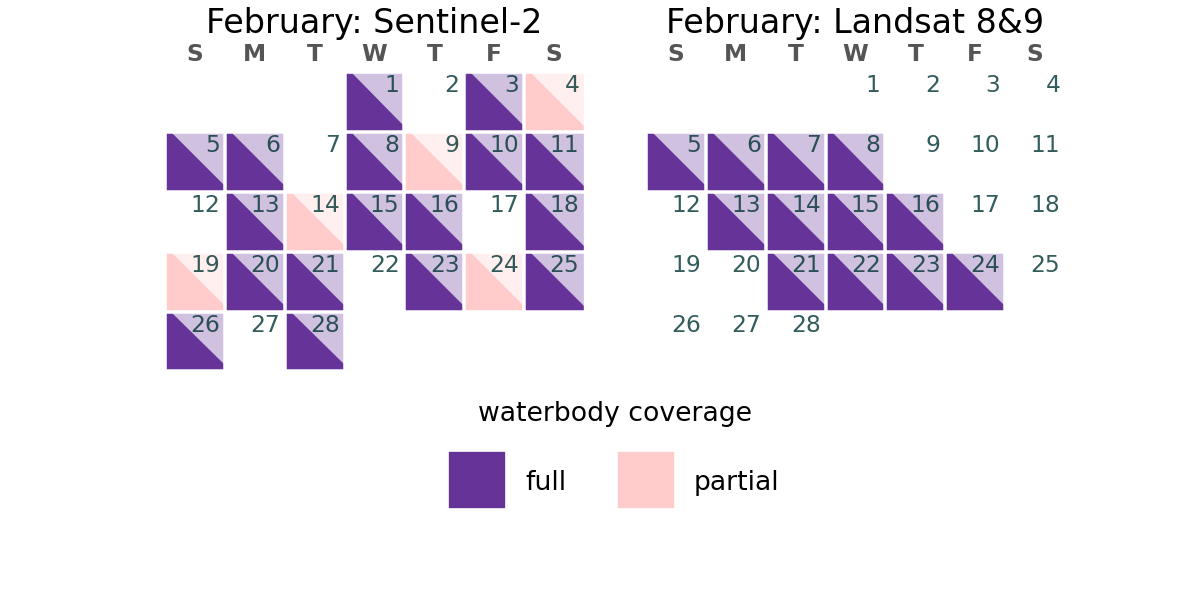 February: Sentinel-2
S M T W T F S
1 2 3 4
5 6 7 8 9 10 11
12 13 14 15 16 17 18
19 20 21 22 23 24 25
26 27 28
February: Landsat 8&9
S M T W T F S
1 2 3 4
5 6 7 8 9 10 11
12 13 14 15 16 17 18
19 20 21 22 23 24 25
26 27 28
waterbody coverage
full partial